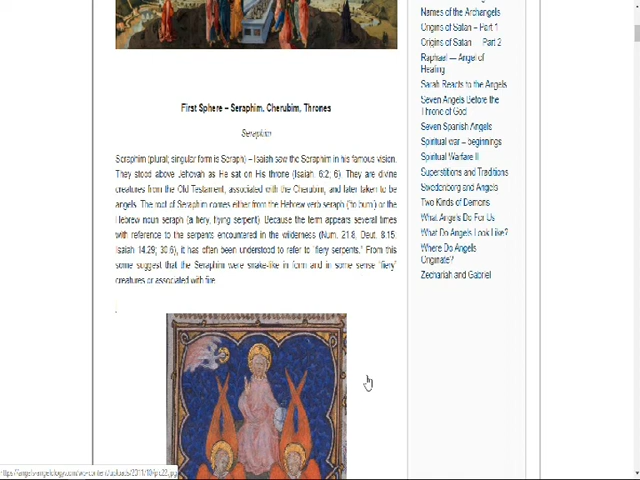 First Sphere – Seraphim, Cherubim, Thrones
Seraphim
Seraphim (plural; singular form is Seraph) – Isaiah saw the Seraphim in his famous vision.
They stood above Jehovah as He sat on His throne (Isaiah, 6:2; 6). They are divine
creatures from the Old Testament, associated with the Cherubim, and later taken to be
angels. The root of Seraphim comes either from the Hebrew verb seraph ('to burn') or the
Hebrew noun seraph (a fiery, flying serpent). Because the term appears several times
with reference to the serpents encountered in the wilderness (Num. 21.8, Deut. 8.15;
Isaiah 14.29; 30.6), it has often been understood to refer to "fiery serpents." From this
some suggest that the Seraphim were snake-like in form and in some sense "fiery"
creatures or associated with fire.
Names of the Archangels
Origins of Satan – Part 1
Origins of Satan — Part 2
Raphael — Angel of
Healing
Sarah Reacts to the Angels
Seven Angels Before the
Throne of God
Seven Spanish Angels
Spiritual war – beginnings
Spiritual Warfare II
Superstitions and Traditions
Swedenborg and Angels
Two Kinds of Demons
What Angels Do For Us
What Do Angels Look Like?
Where Do Angels
Originate?
Zechariah and Gabriel